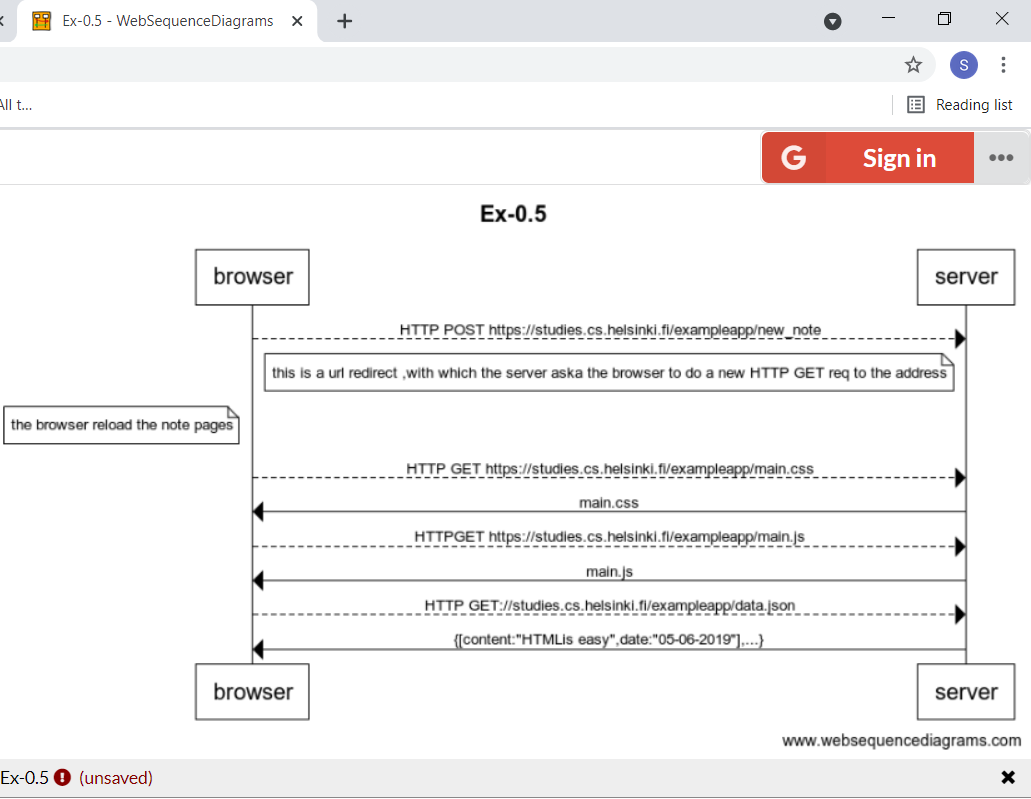 Ex-0.5 - WebSequenceDiagrams
S
All t...
Reading list
G Sign in
Ex-0.5
browser server
HTTP POST https://studies.cs.helsinki.fi/exampleapp/new_note
this is a url redirect ,with which the server aska the browser to do a new HTTP GET req to the address
the browser reload the note pages
HTTP GET https://studies.cs.helsinki.fi/exampleapp/main.css
main.css
HTTPGET https://studies.cs.helsinki.fi/exampleapp/main.js
main.js
HTTP GET://studies.cs.helsinki.fi/exampleapp/data.json
{[content:"HTMLis easy",date:"05-06-2019"],...}
browser server
www.websequencediagrams.com
Ex-0.5 (unsaved)